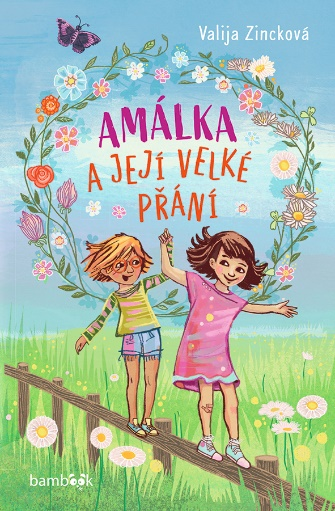 Valija Zincková
AMÁLKA
A JEJÍ VELKÉ
PŘÁNÍ
bambook